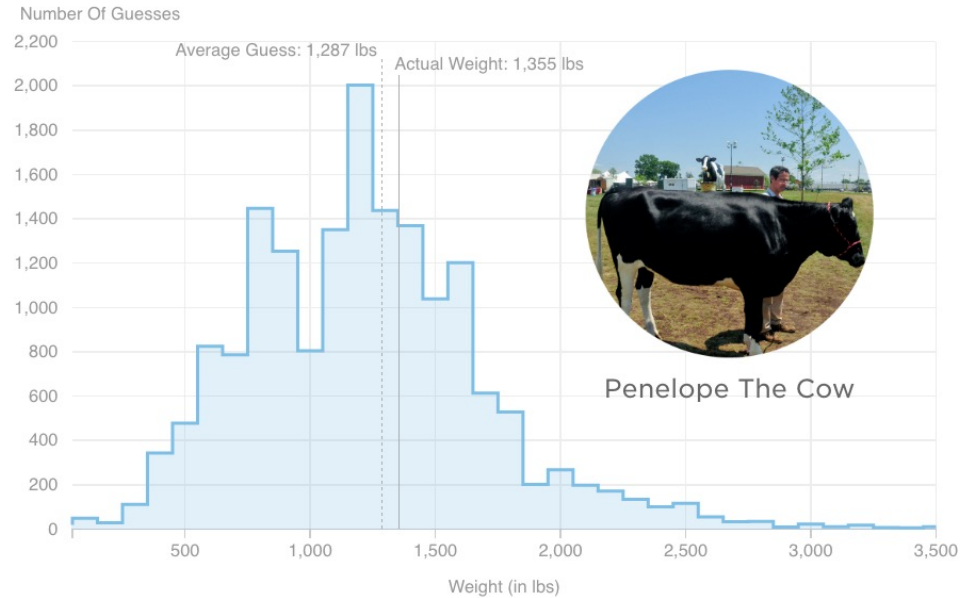 Number Of Guesses
2,200
Average Guess: 1,287 lbs
Actual Weight: 1,355 lbs
2,000
1,800
1,600
1,400
1,200
1,000
800
600
400
200
0
Penelope The Cow
500 1,000 1,500 2,000 2,500 3,000 3,500
Weight (in lbs)